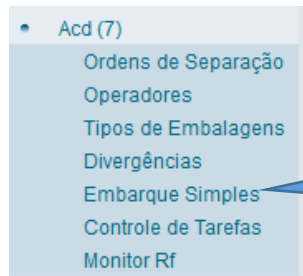 Acd (7)
Ordens de Separação
Operadores
Tipos de Embalagens
Divergências
Embarque Simples
Controle de Tarefas
Monitor Rf